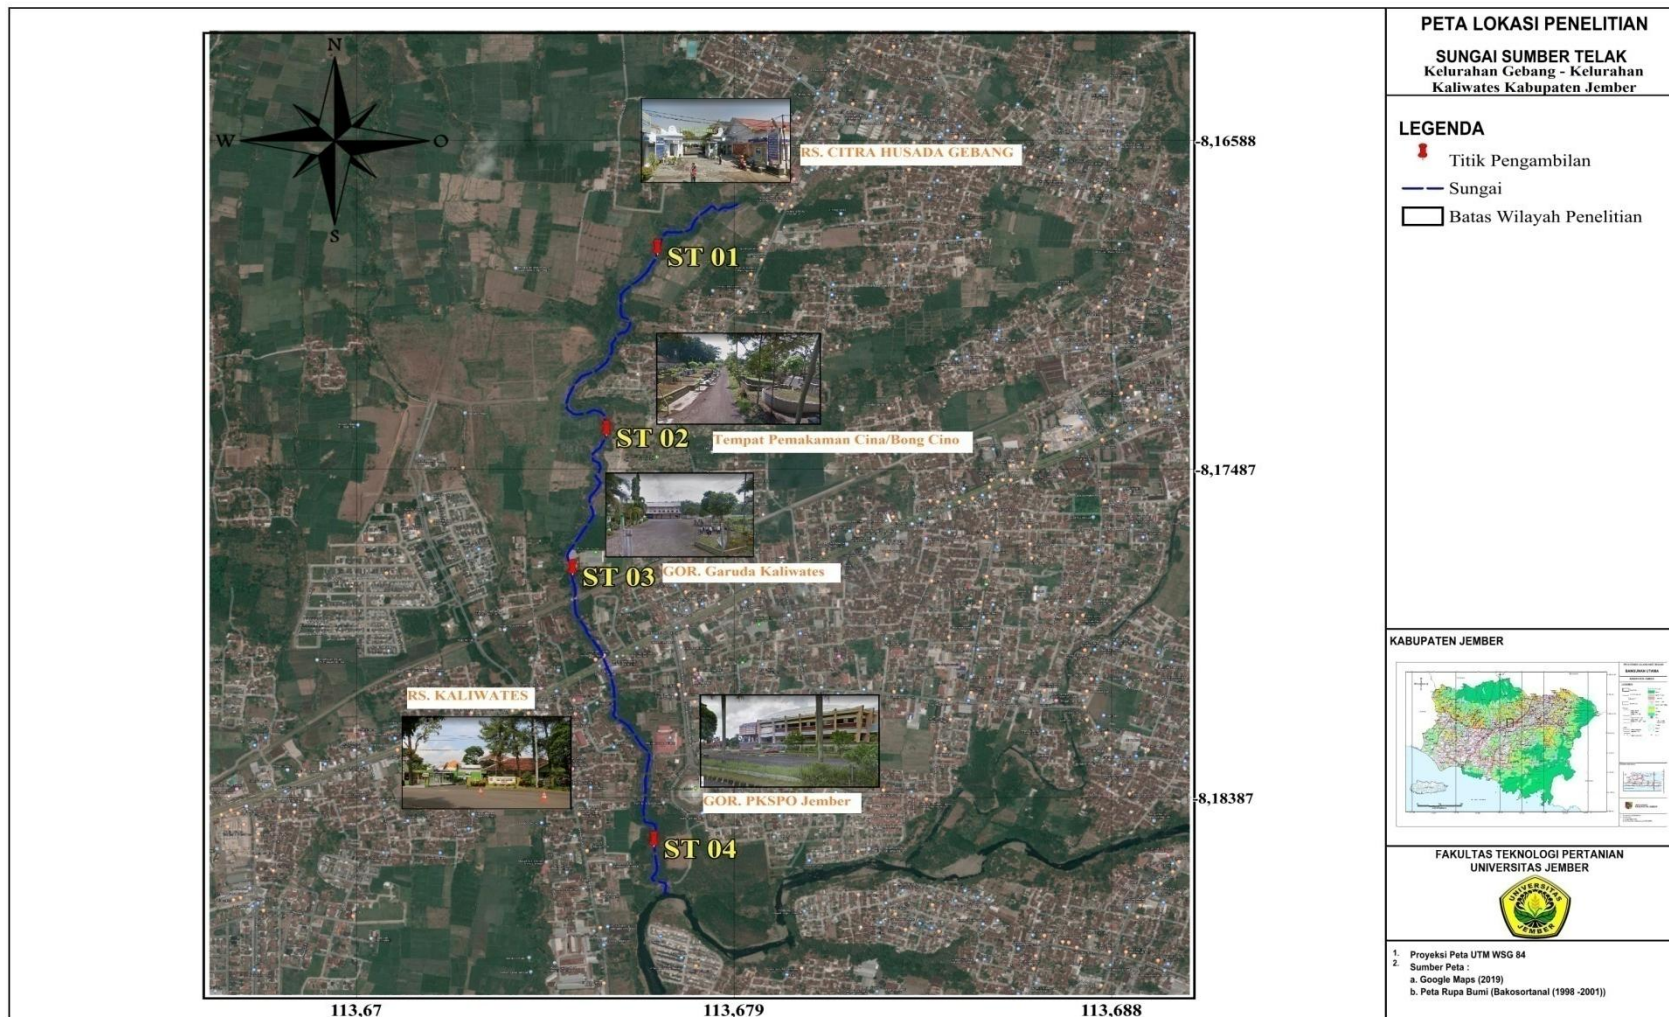 PETA LOKASI PENELITIAN
SUNGAI SUMBER TELAK
Kelurahan Gebang - Kelurahan
Kaliwates Kabupaten Jember
LEGENDA
Titik Pengambilan
Sungai
Batas Wilayah Penelitian
N
W
O
S
RS. CITRA HUSADA GEBANG
ST 01
Tempat Pemakaman Cina/Bong Cino
ST 02
GOR. Garuda Kaliwates
ST 03
RS. KALIWATES
GOR. PKSPO Jember
ST 04
-8,16588
-8,17487
-8,18387
113,67
113,679
113,688
KABUPATEN JEMBER
FAKULTAS TEKNOLOGI PERTANIAN
UNIVERSITAS JEMBER
UNIVERSITAS
JEMBER
1. Proyeksi Peta UTM WSG 84
2. Sumber Peta :
a. Google Maps (2019)
b. Peta Rupa Bumi (Bakosortanal (1998 -2001))